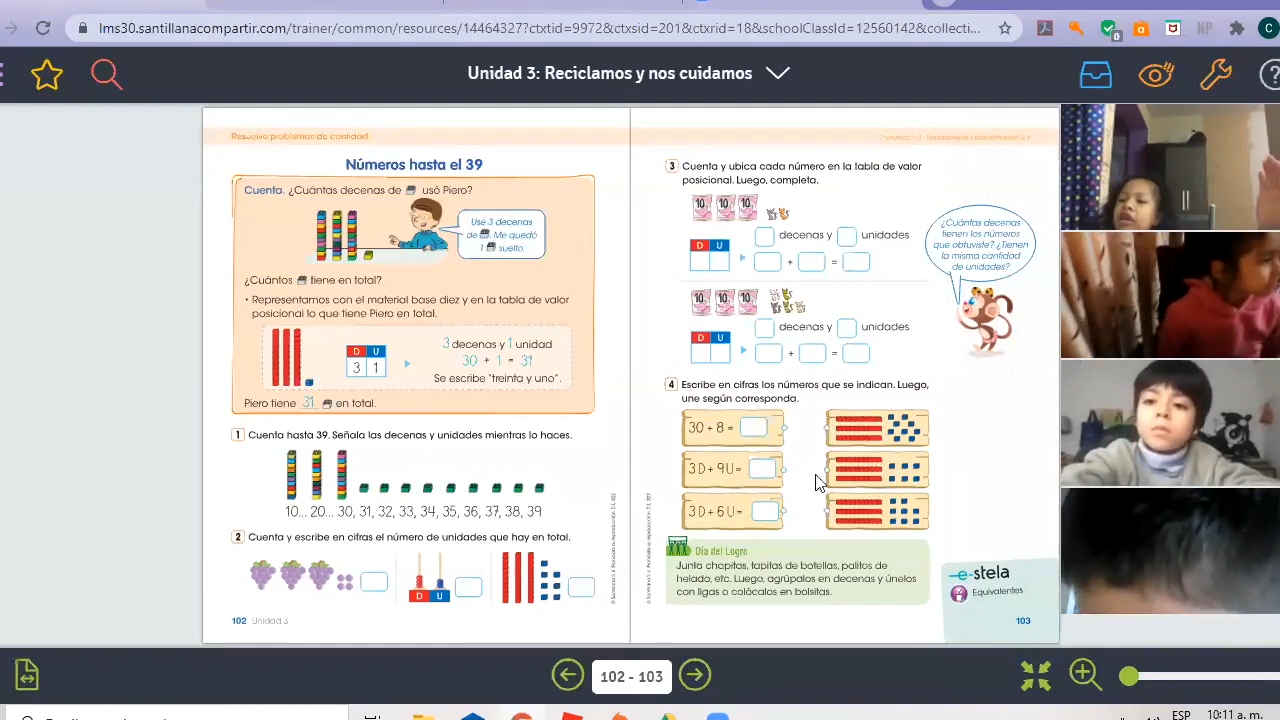 lms30.santillanacompartir.com/trainer/common/resourses/14464327?ctxtid=9972&ctxsid=201&ctxrid=18&schoolClassId=12560142&collecti...
Unidad 3: Reciclamos y nos cuidamos
Resuelvo problemas de cantidad
Números hasta el 39
Cuenta. ¿Cuántas decenas de usó Piero?
Usé 3 decenas
de . Me quedó
1 suelto.
¿Cuántos tiene en total?
• Representamos con el material base diez y en la tabla de valor
posicional lo que tiene Piero en total.
D U
3 1
3 decenas y 1 unidad
30 + 1 = 31
Se escribe "treinta y uno".
Piero tiene 31 en total.
1 Cuenta hasta 39. Señala las decenas y unidades mientras lo haces.
10... 20... 30, 31, 32, 33, 34, 35, 36, 37, 38, 39
2 Cuenta y escribe en cifras el número de unidades que hay en total.
D U
102 Unidad 3
3 Cuenta y ubica cada número en la tabla de valor
posicional. Luego, completa.
10 10 10
D U
decenas y unidades
+ =
10 10 10
D U
decenas y unidades
+ =
¿Cuántas decenas
tienen los números
que obtuviste? ¿Tienen
la misma cantidad
de unidades?
4 Escribe en cifras los números que se indican. Luego,
une según corresponda.
30 + 8 =
3 D + 9 U =
3 D + 6 U =
Día del Logro
Junta chapitas, tapitas de botellas, palitos de
helado, etc. Luego, agrúpalos en decenas y únelos
con ligas o colócalos en bolsitas.
e-stela
Equivalentes
103
102 - 103
ESP
10:11 a. m.